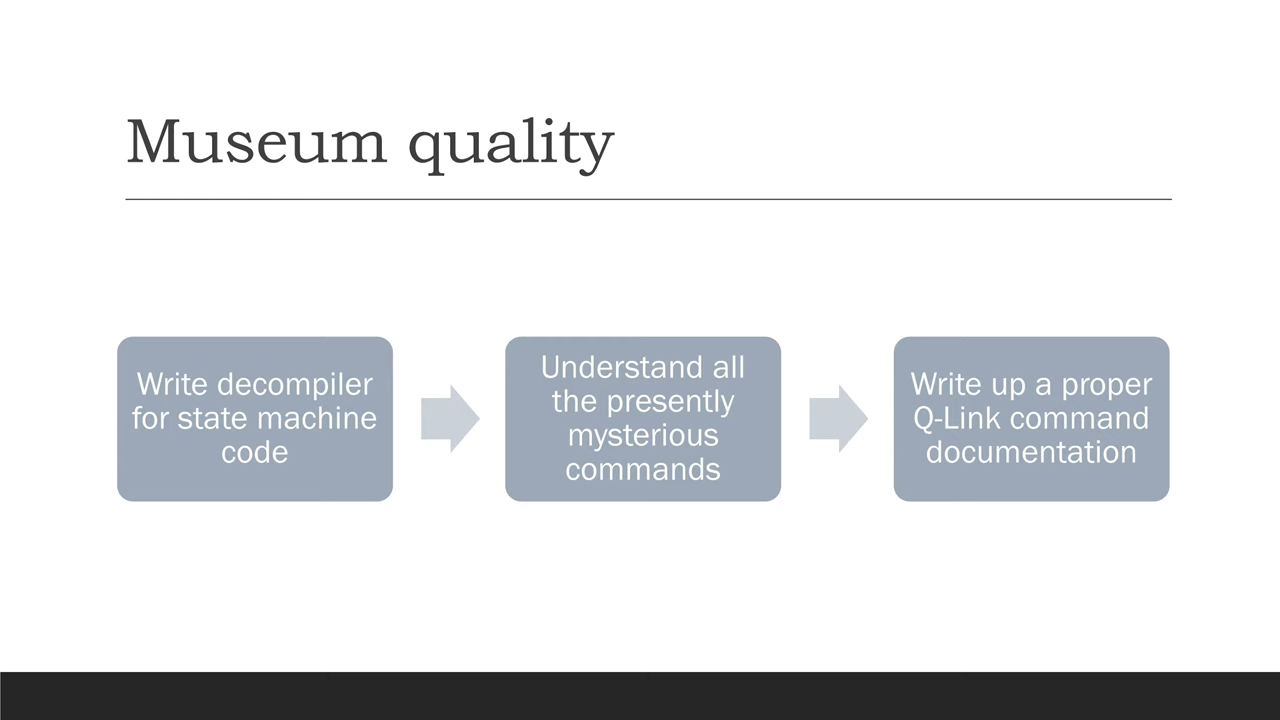 Museum quality
Write decompiler
for state machine
code
Understand all
the presently
mysterious
commands
Write up a proper
Q-Link command
documentation